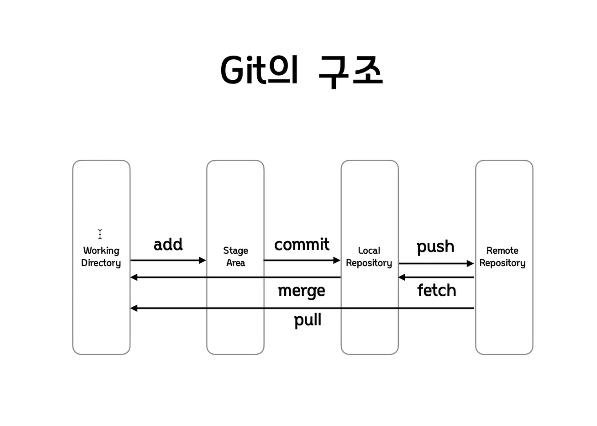 Git의 구조
add
commit
push
Working
Directory
Stage
Area
Local
Repository
Remote
Repository
merge
fetch
pull